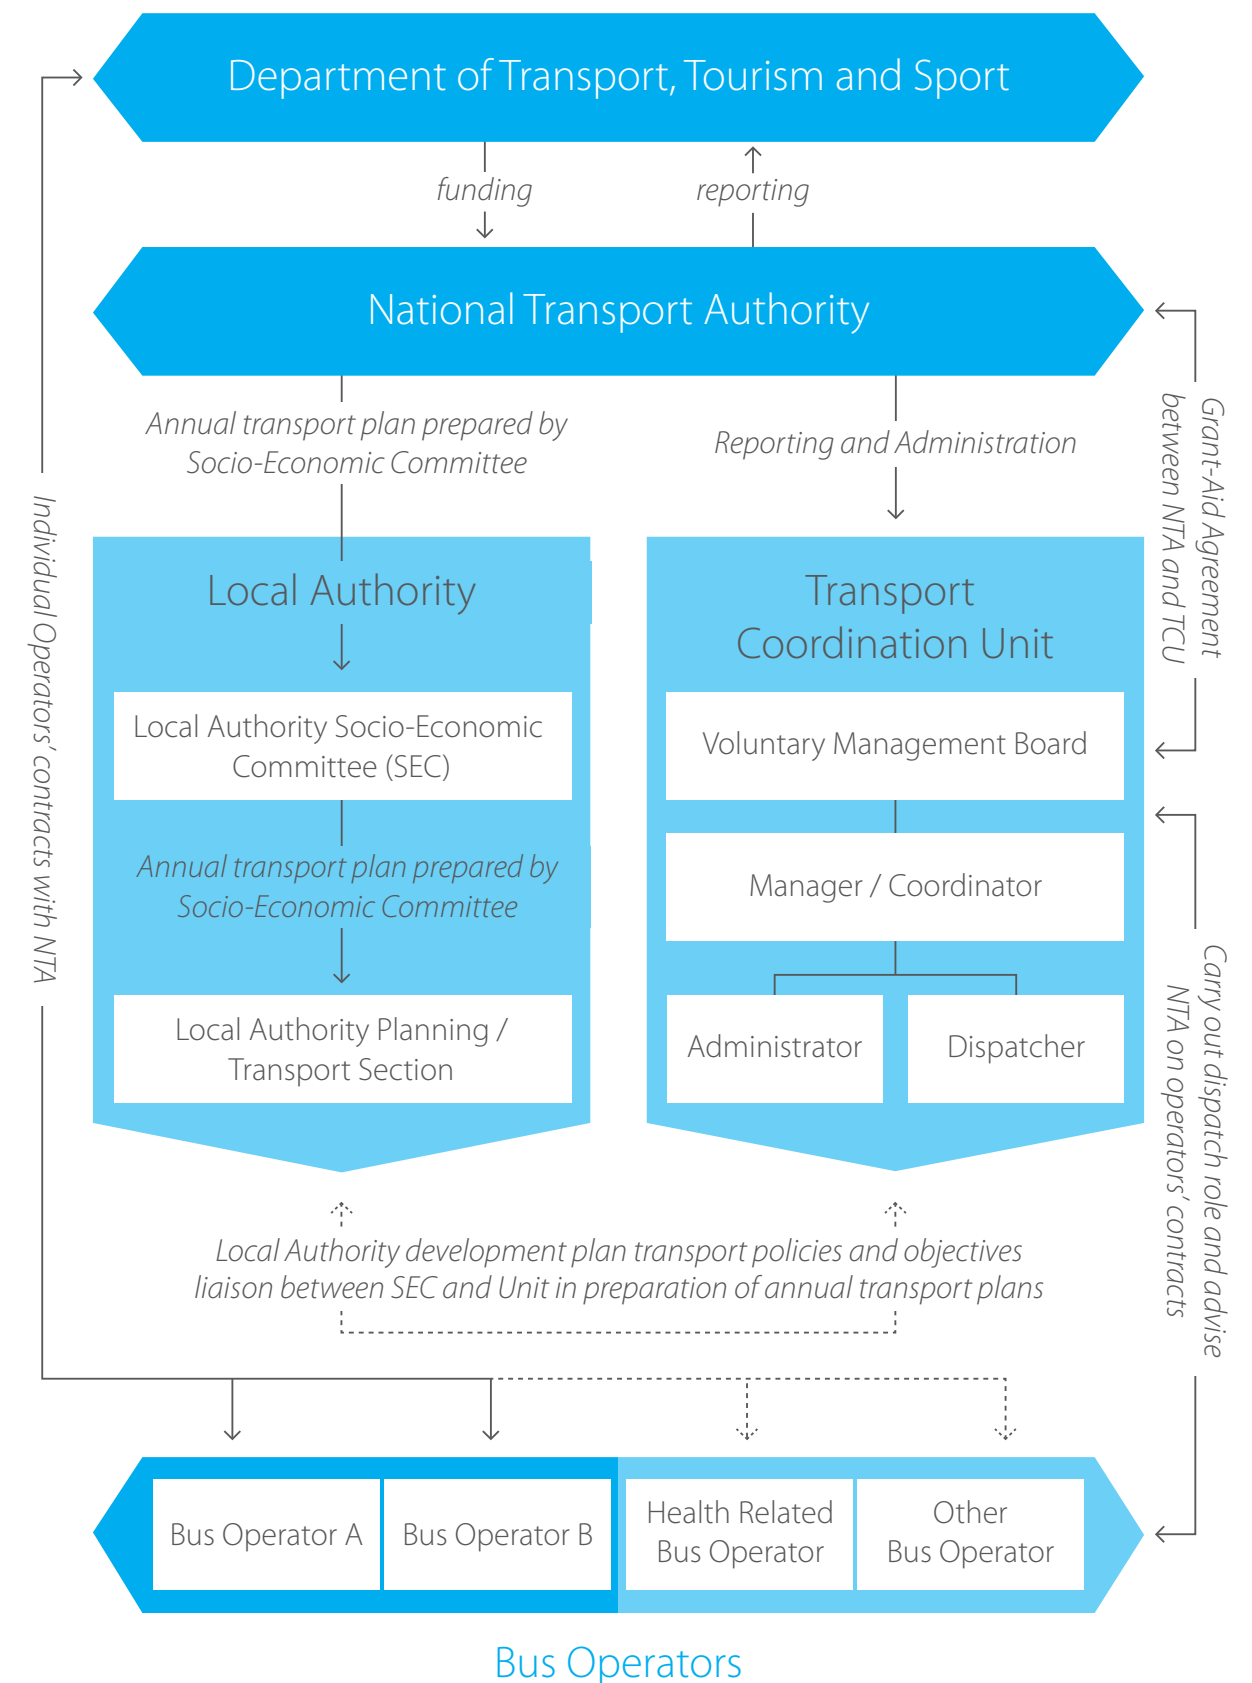 Department of Transport, Tourism and Sport
funding
reporting
National Transport Authority
Annual transport plan prepared by
Socio-Economic Committee
Reporting and Administration
Grant-Aid Agreement
between NTA and TCU
Individual Operators' contracts with NTA
Local Authority
Transport
Coordination Unit
Local Authority Socio-Economic
Committee (SEC)
Voluntary Management Board
Annual transport plan prepared by
Socio-Economic Committee
Manager / Coordinator
Local Authority Planning /
Transport Section
Administrator
Dispatcher
Carry out dispatch role and advise
NTA on operators' contracts
Local Authority development plan transport policies and objectives
liaison between SEC and Unit in preparation of annual transport plans
Bus Operator A
Bus Operator B
Health Related
Bus Operator
Other
Bus Operator
Bus Operators